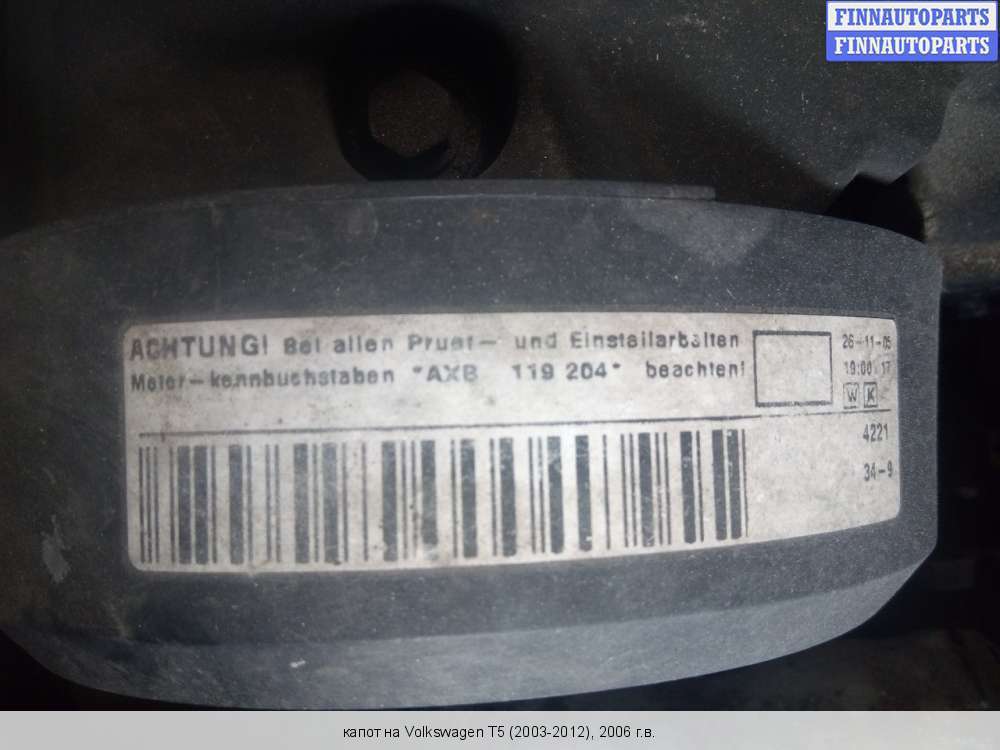 FINNAUTOPARTS
FINNAUTOPARTS
ACHTUNG! Bei allen Pruef- und Einstellarbeiten
Motor-kennbuchstaben "AXB 119 204" beachten!
26-11-05
19:00 17
W K
4221
34-9
капот на Volkswagen T5 (2003-2012), 2006 г.в.